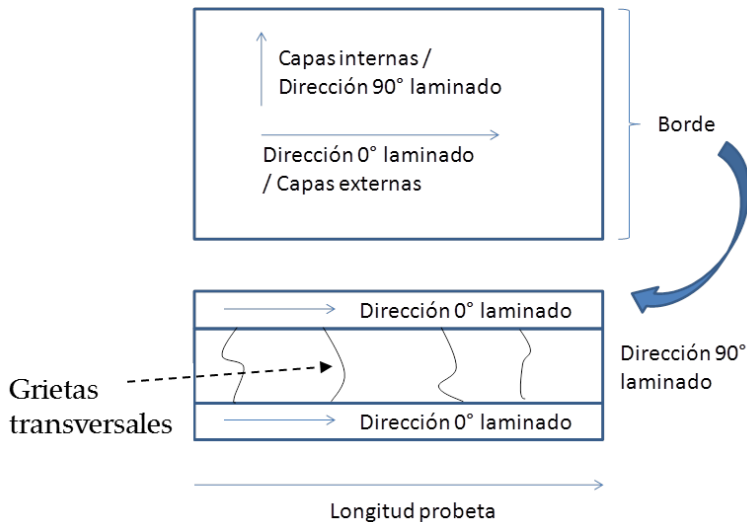 Capas internas /
Dirección 90° laminado
Dirección 0° laminado
/ Capas externas
Borde
Dirección 0° laminado
Dirección 90°
laminado
Grietas
transversales
Dirección 0° laminado
Longitud probeta